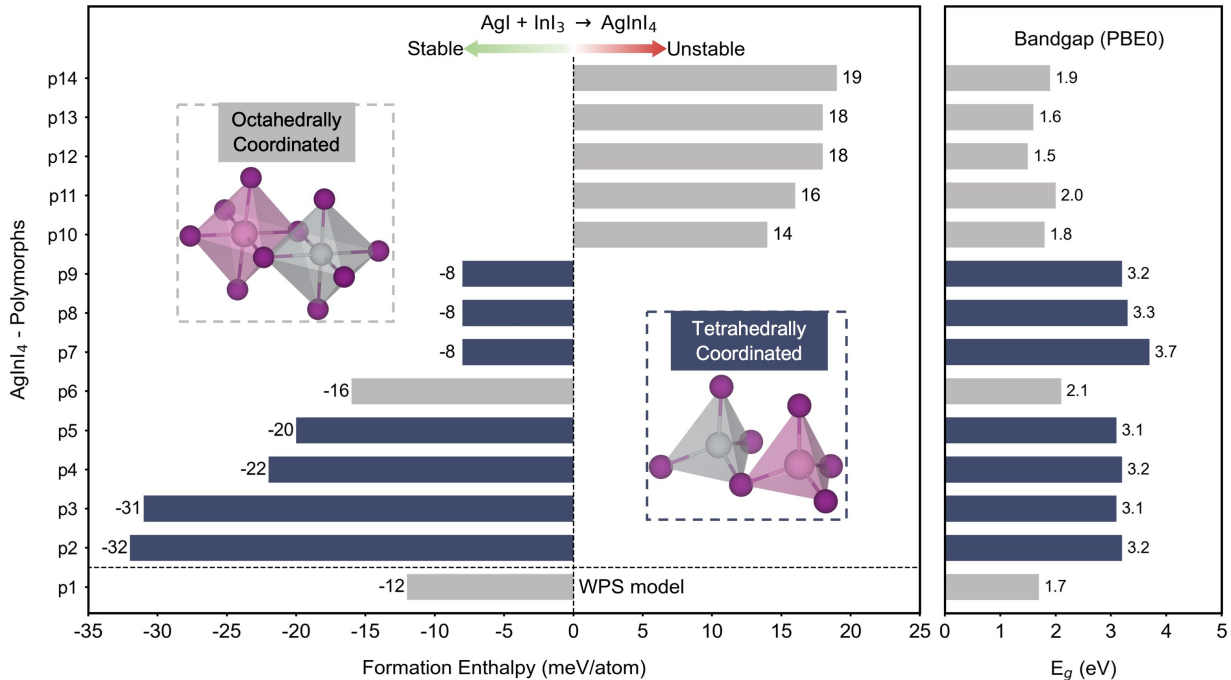 AgI + InI₃ → AgInI₄
Stable
Unstable
Bandgap (PBE0)
AgInI₄ - Polymorphs
p14
19
1.9
p13
18
1.6
p12
18
1.5
p11
16
2.0
p10
14
1.8
p9
-8
3.2
p8
-8
3.3
p7
-8
3.7
p6
-16
2.1
p5
-20
3.1
p4
-22
3.2
p3
-31
3.1
p2
-32
3.2
p1
-12
WPS model
1.7
Octahedrally
Coordinated
Tetrahedrally
Coordinated
-35 -30 -25 -20 -15 -10 -5 0 5 10 15 20 25
Formation Enthalpy (meV/atom)
0 1 2 3 4 5
E_g (eV)